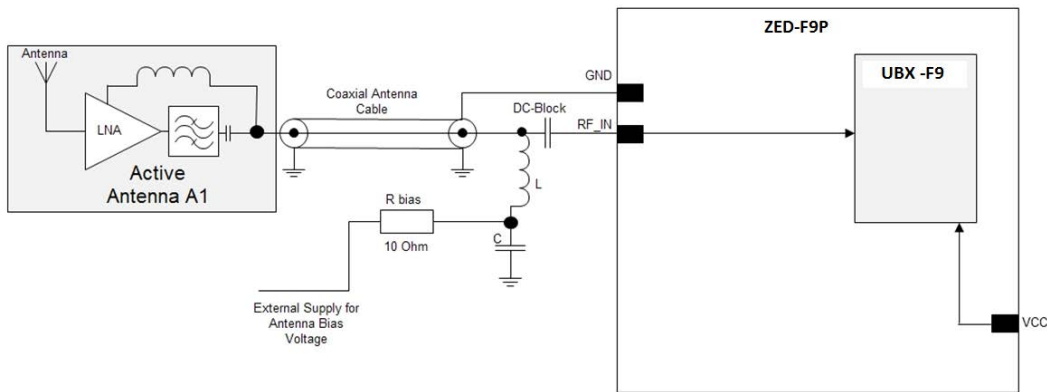 ZED-F9P
Antenna
UBX -F9
GND
Coaxial Antenna
Cable
DC-Block
RF_IN
LNA
Active
Antenna A1
L
R bias
10 Ohm
C
External Supply for
Antenna Bias
Voltage
VCC